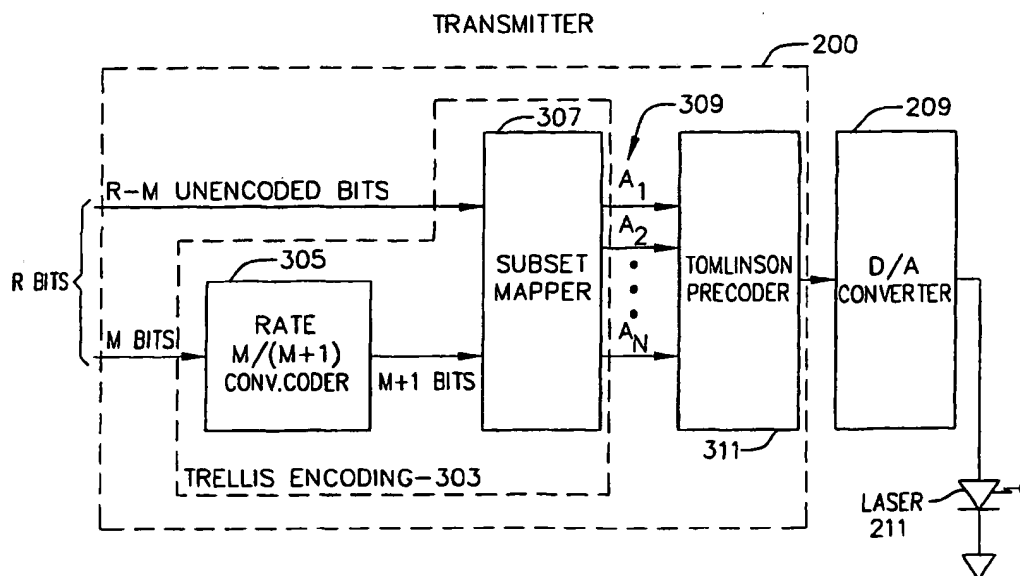 TRANSMITTER
200
307
309
209
R-M UNENCODED BITS
A1
A2
AN
R BITS
305
SUBSET
MAPPER
TOMLINSON
PRECODER
D/A
CONVERTER
M BITS
RATE
M/(M+1)
CONV.CODER
M+1 BITS
311
TRELLIS ENCODING-303
LASER
211